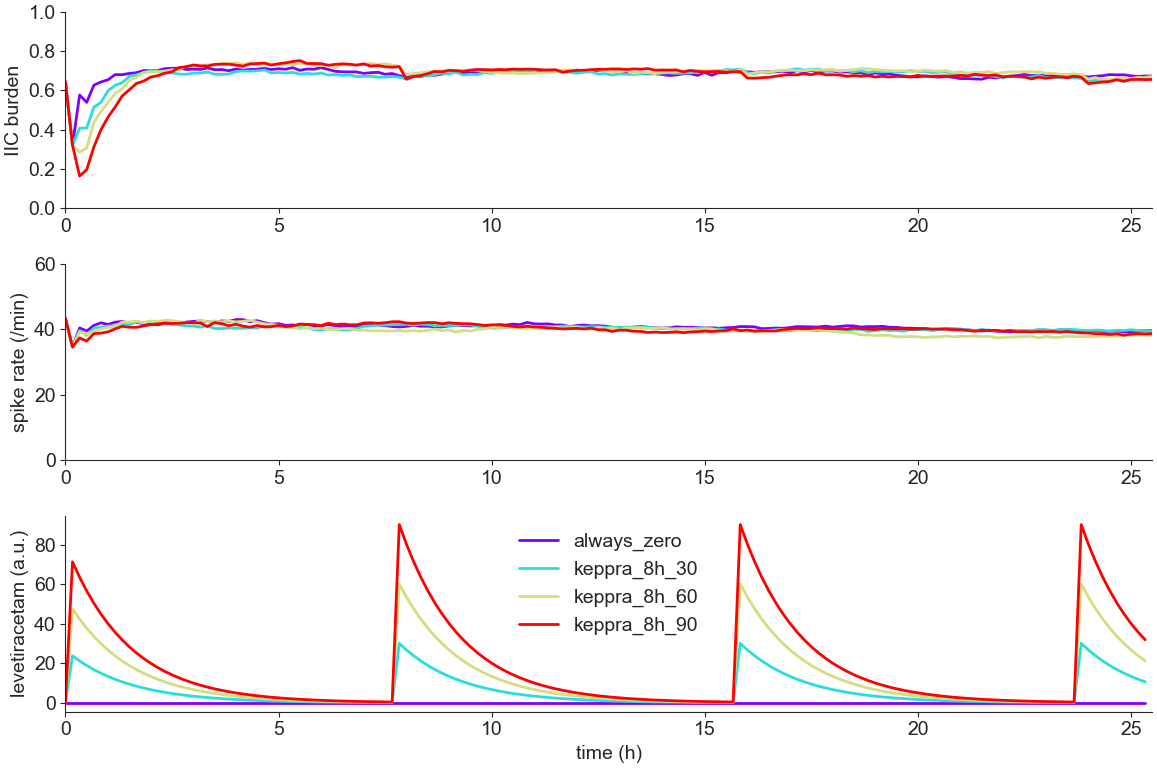 1.0
0.8
0.6
0.4
0.2
0.0
IIC burden
0 5 10 15 20 25
60
40
20
0
spike rate (/min)
0 5 10 15 20 25
80
60
40
20
0
levetiracetam (a.u.)
always_zero
keppra_8h_30
keppra_8h_60
keppra_8h_90
0 5 10 15 20 25
time (h)